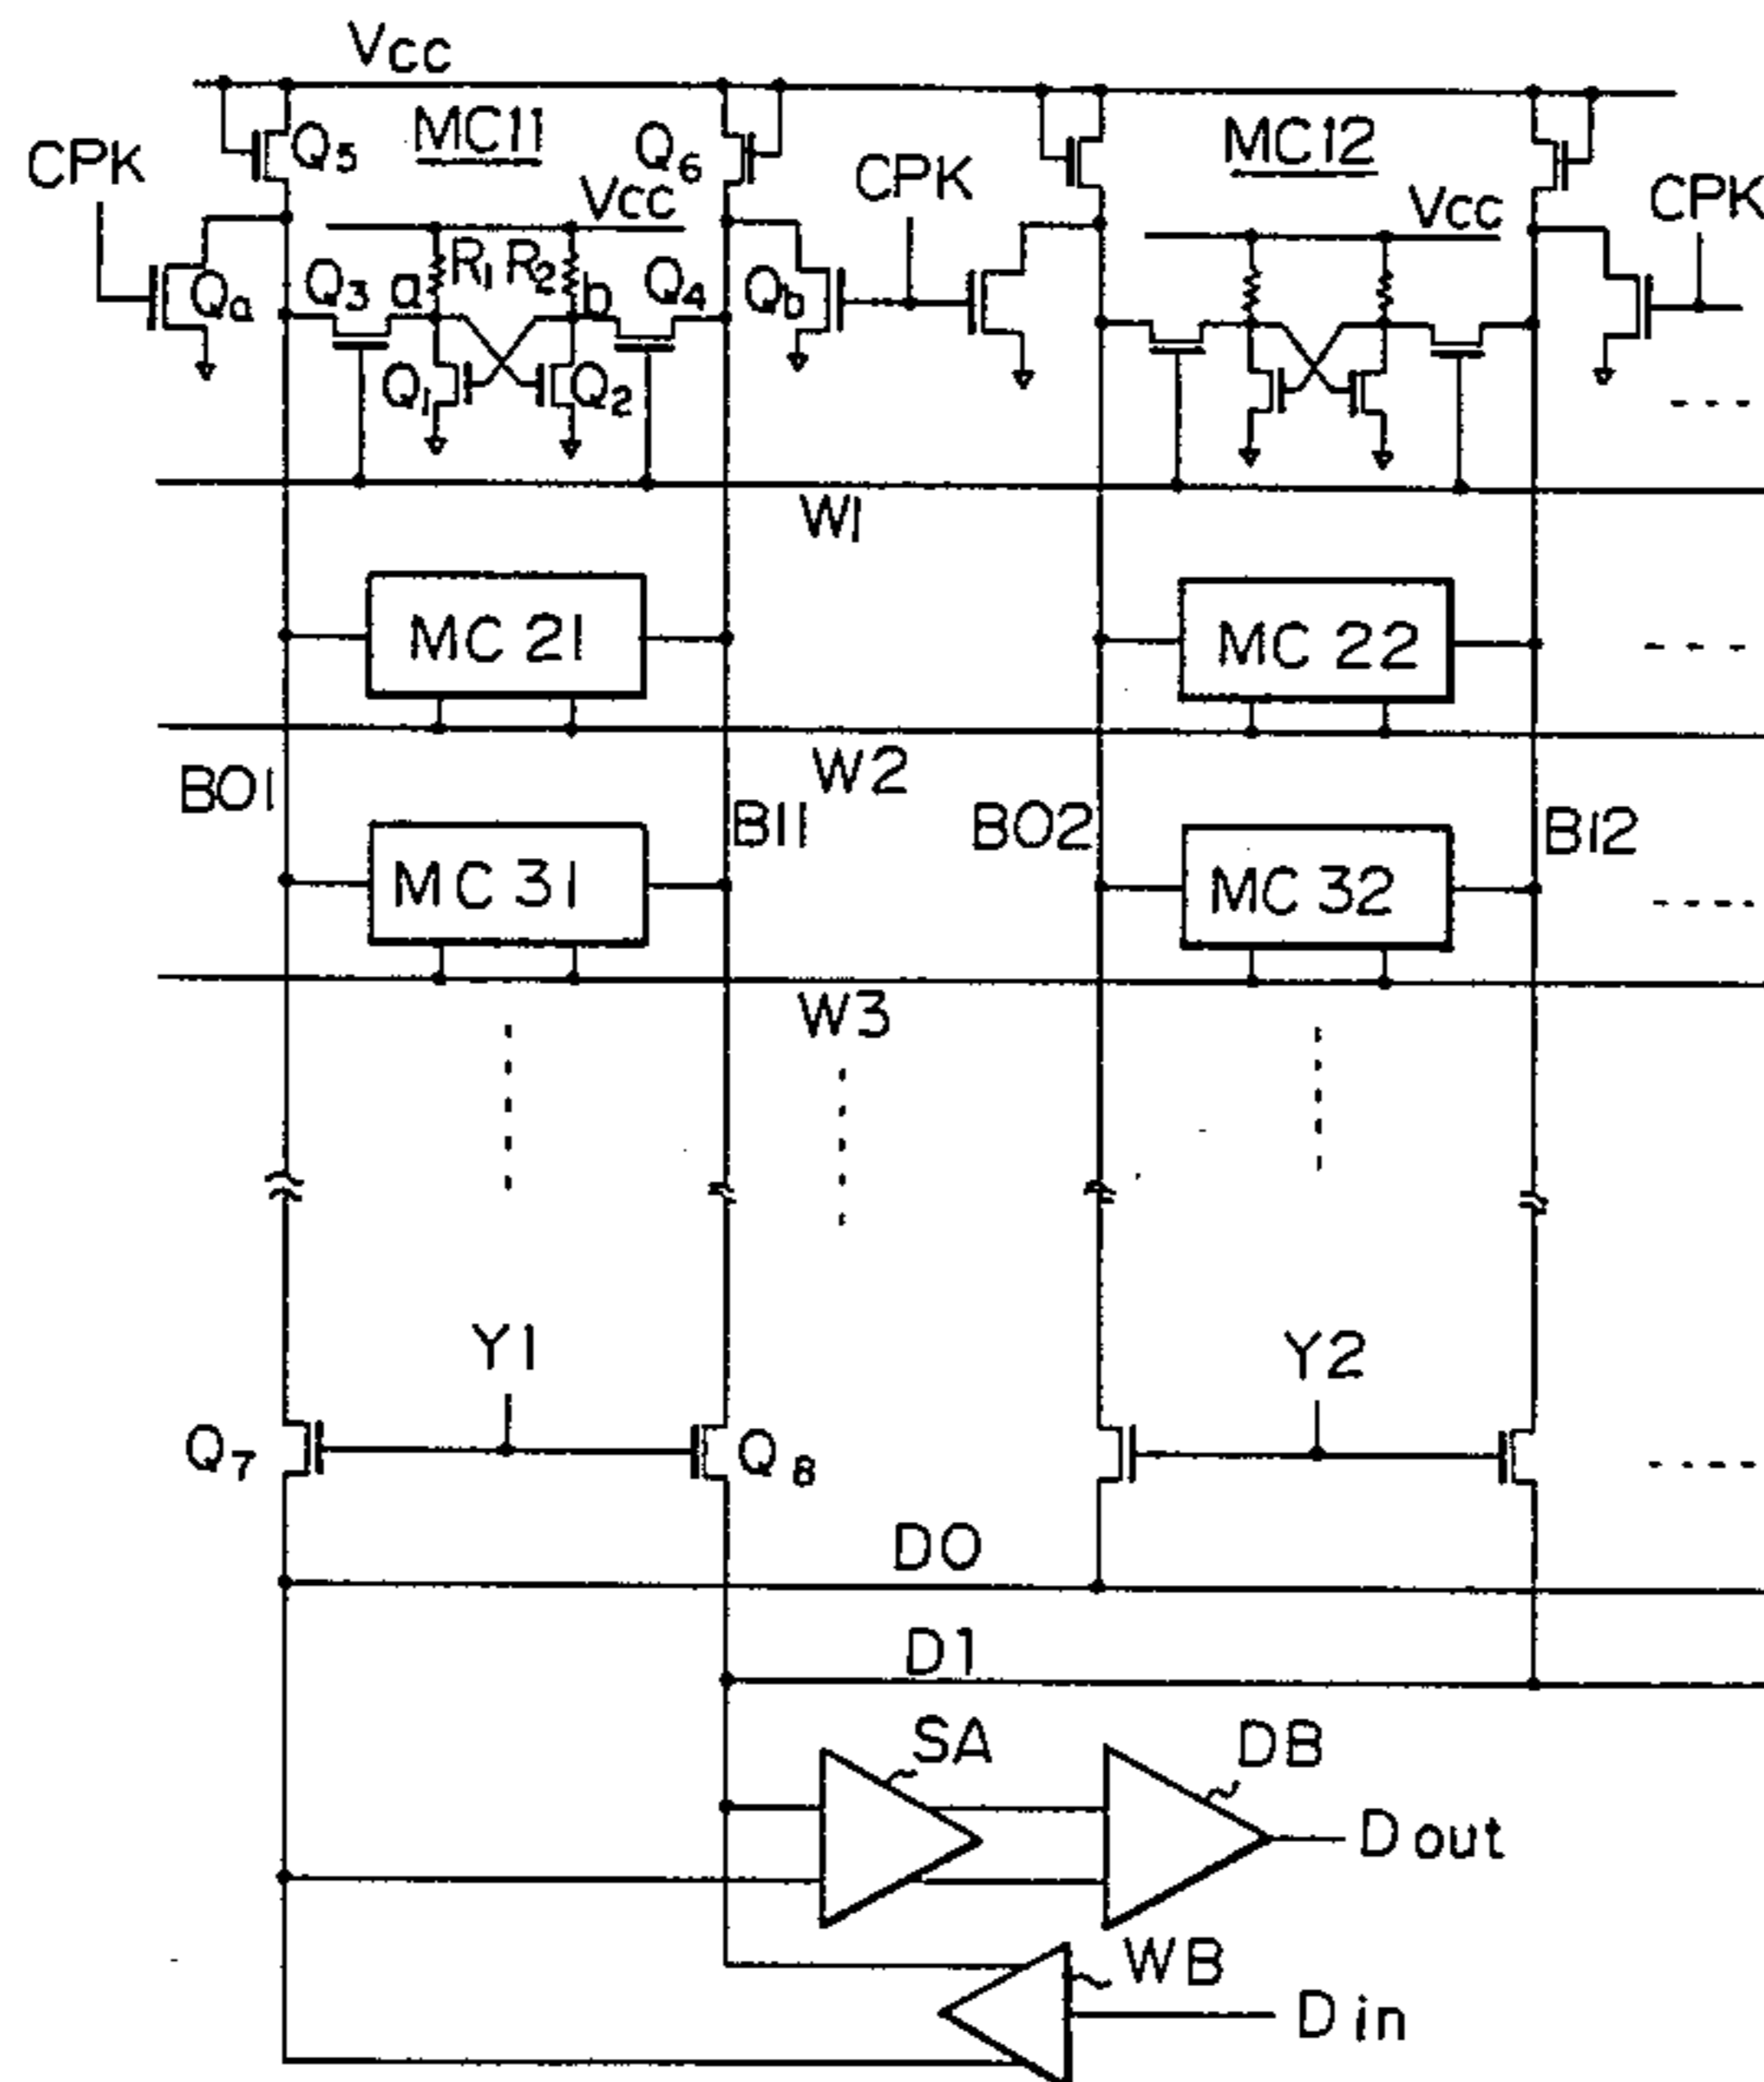 Vcc
MC11
MC12
CPK
Q5
Q6
CPK
CPK
Vcc
Vcc
Qa
Q3
a
R1
R2
b
Q4
Qb
Q1
Q2
W1
MC 21
MC 22
W2
B01
B11
B02
B12
MC 31
MC 32
W3
Y1
Y2
Q7
Q8
D0
D1
SA
DB
D out
WB
D in